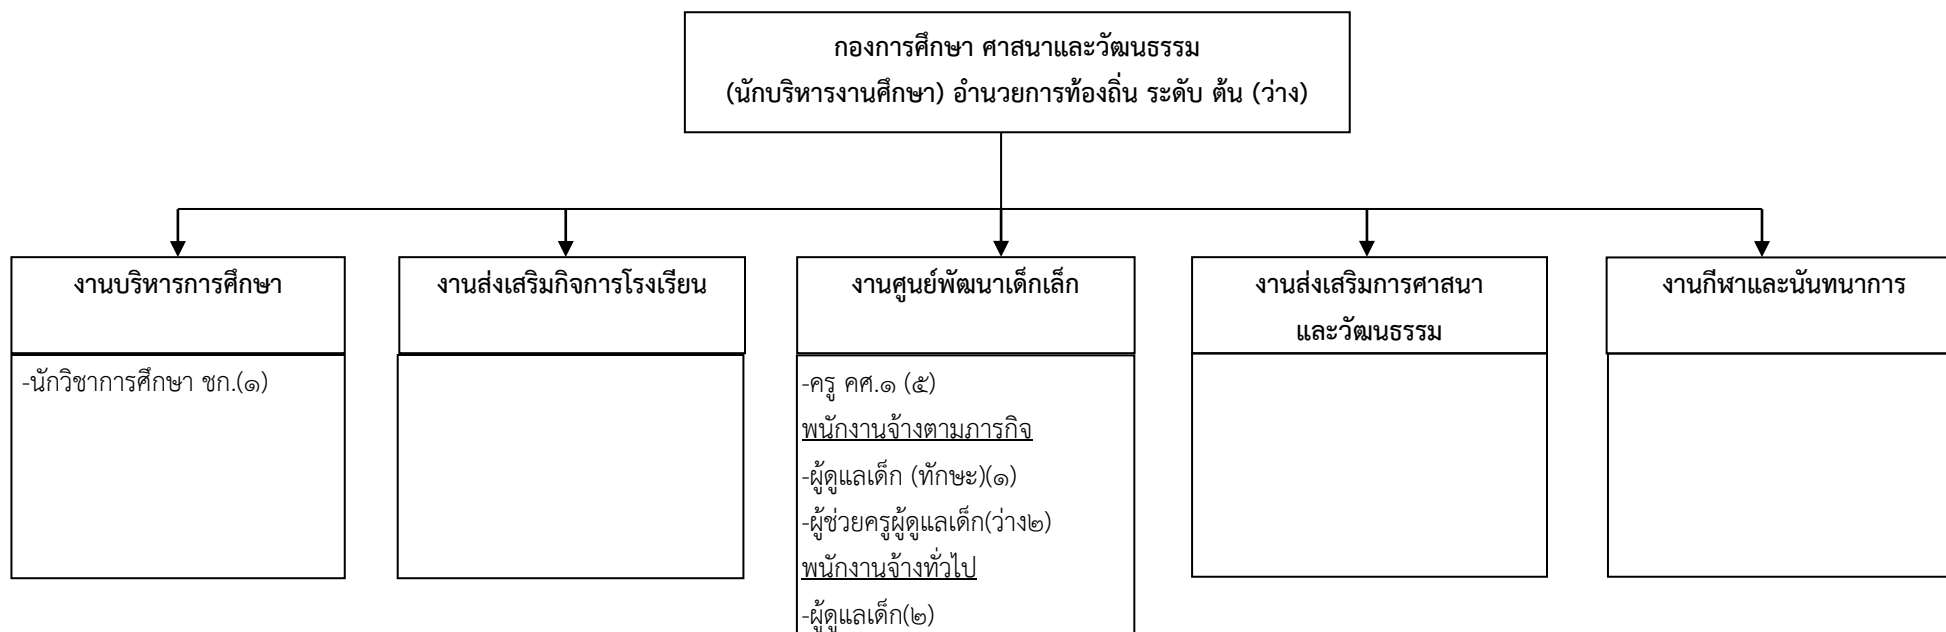 กองการศึกษา ศาสนาและวัฒนธรรม
(นักบริหารงานศึกษา) อำนวยการท้องถิ่น ระดับ ต้น (ว่าง)
งานบริหารการศึกษา
-นักวิชาการศึกษา ชก.(๑)
งานส่งเสริมกิจการโรงเรียน
งานศูนย์พัฒนาเด็กเล็ก
-ครู คศ.๑ (๕)
พนักงานจ้างตามภารกิจ
-ผู้ดูแลเด็ก (ทักษะ)(๑)
-ผู้ช่วยครูผู้ดูแลเด็ก(ว่าง๒)
พนักงานจ้างทั่วไป
-ผู้ดูแลเด็ก(๒)
งานส่งเสริมการศาสนา
และวัฒนธรรม
งานกีฬาและนันทนาการ